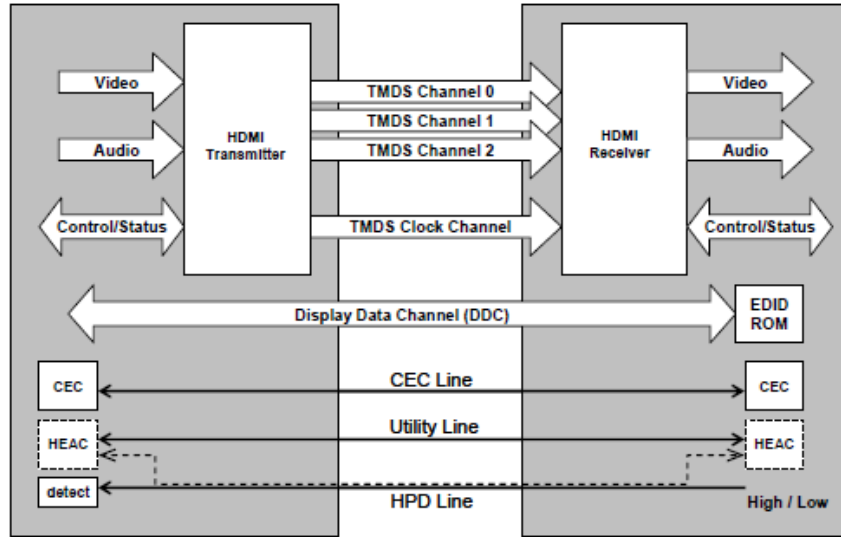 Video
TMDS Channel 0
Video
TMDS Channel 1
HDMI
Transmitter
HDMI
Receiver
Audio
TMDS Channel 2
Audio
Control/Status
TMDS Clock Channel
Control/Status
Display Data Channel (DDC)
EDID
ROM
CEC
CEC Line
CEC
HEAC
Utility Line
HEAC
detect
HPD Line
High / Low